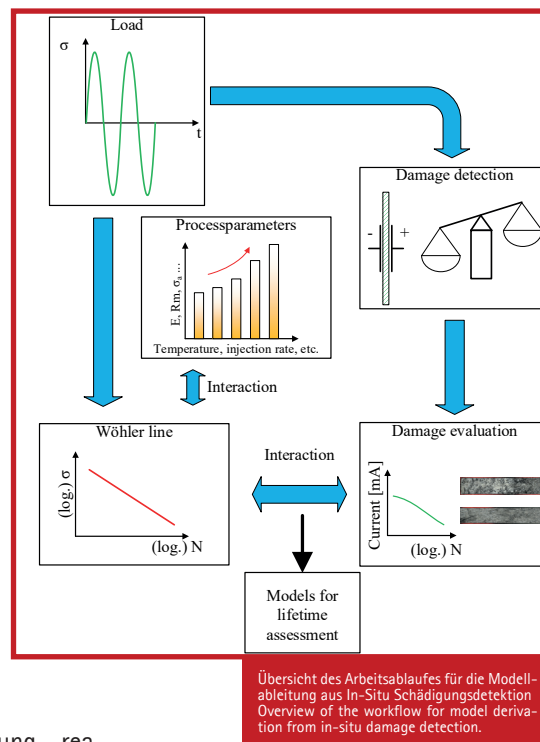 Load
σ
t
Damage detection
- +
Processparameters
E, Rm, σa ...
Temperature, injection rate, etc.
Interaction
Wöhler line
(log.) σ
(log.) N
Interaction
Damage evaluation
Current [mA]
(log.) N
Models for
lifetime
assessment
Übersicht des Arbeitsablaufes für die Modell-
ableitung aus In-Situ Schädigungsdetektion
Overview of the workflow for model deriva-
tion from in-situ damage detection.